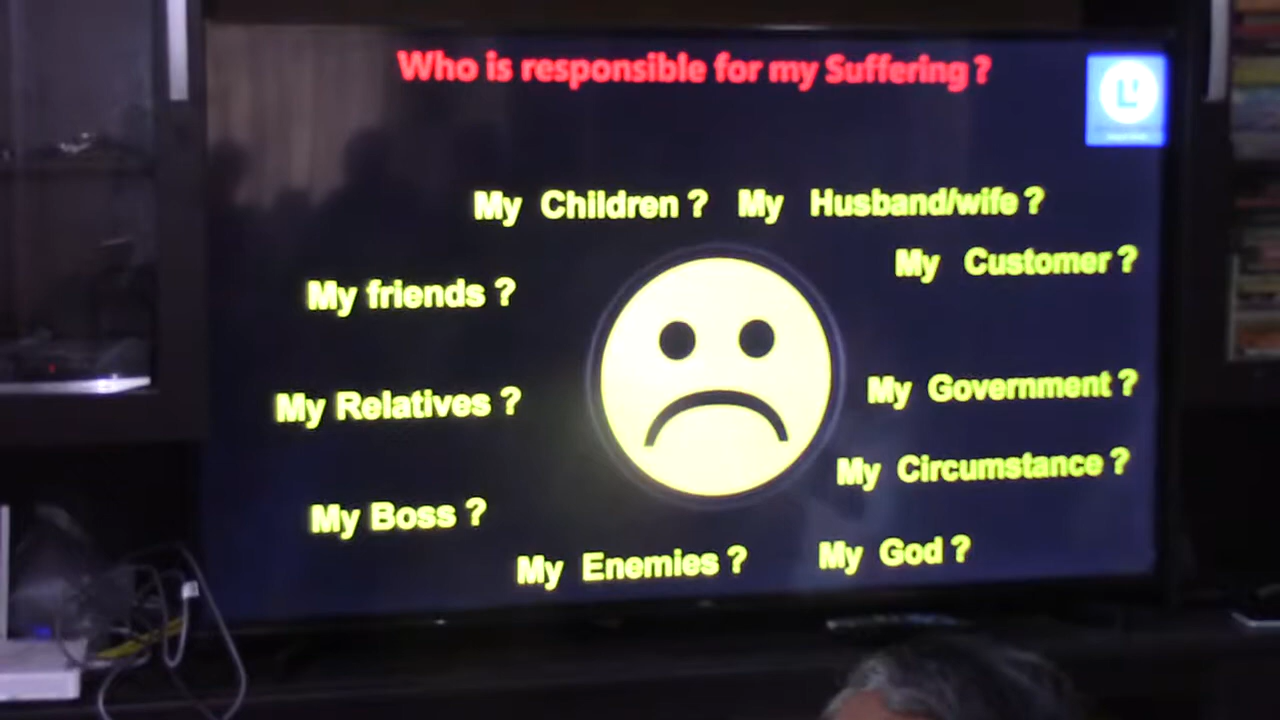 Who is responsible for my Suffering ?
My Children ? My Husband/wife ?
My Customer ?
My friends ?
My Government ?
My Relatives ?
My Circumstance ?
My Boss ?
My God ?
My Enemies ?